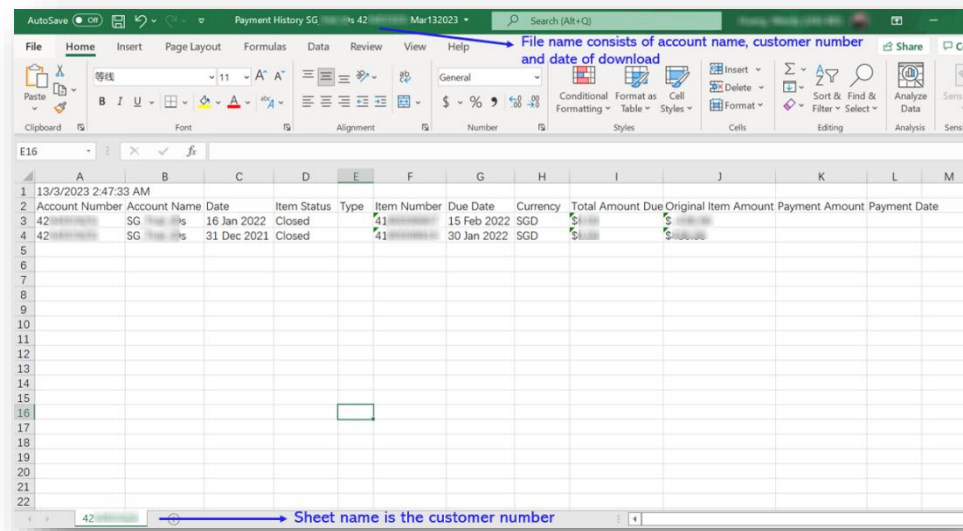 AutoSave Off Payment History SG 42 Mar132023 Search (Alt+Q)
File Home Insert Page Layout Formulas Data Review View Help Share
File name consists of account name, customer number
and date of download
Paste
等线 11 A A
B I U A
General
$ % 9
Conditional Formatting Format as Table Cell Styles
Insert
Delete
Format
Sort & Filter Find & Select
Analyze Data
Clipboard Font Alignment Number Styles Cells Editing Analysis
E16 fx
A B C D E F G H I J K L M
1 13/3/2023 2:47:33 AM
2 Account Number Account Name Date Item Status Type Item Number Due Date Currency Total Amount Due Original Item Amount Payment Amount Payment Date
3 42 SG s 16 Jan 2022 Closed 41 15 Feb 2022 SGD $ $
4 42 SG s 31 Dec 2021 Closed 41 30 Jan 2022 SGD $ $
5
6
7
8
9
10
11
12
13
14
15
16
17
18
19
20
21
22
42 Sheet name is the customer number